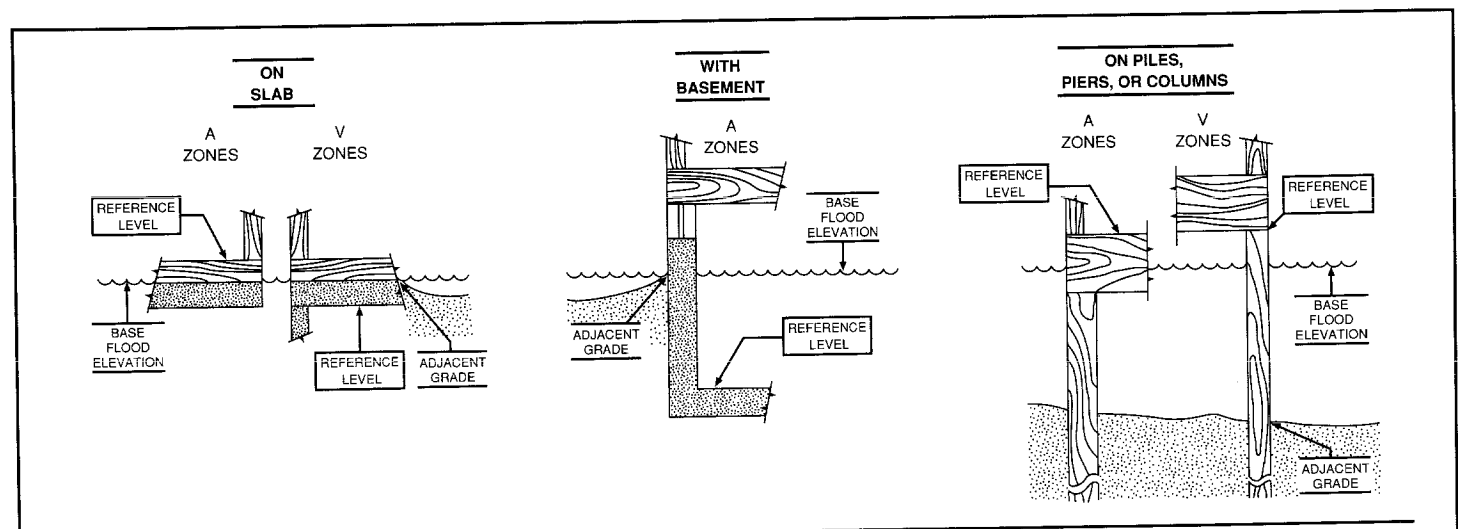 ON
SLAB
A
ZONES
V
ZONES
REFERENCE
LEVEL
BASE
FLOOD
ELEVATION
REFERENCE
LEVEL
ADJACENT
GRADE
WITH
BASEMENT
A
ZONES
BASE
FLOOD
ELEVATION
ADJACENT
GRADE
REFERENCE
LEVEL
ON PILES,
PIERS, OR COLUMNS
A
ZONES
V
ZONES
REFERENCE
LEVEL
REFERENCE
LEVEL
BASE
FLOOD
ELEVATION
ADJACENT
GRADE